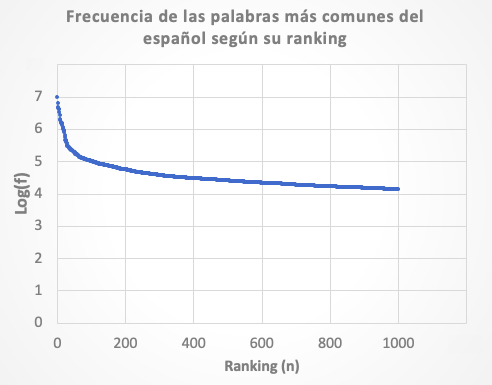 Frecuencia de las palabras más comunes del
español según su ranking
Log(f)
7
6
5
4
3
2
1
0
0 200 400 600 800 1000
Ranking (n)